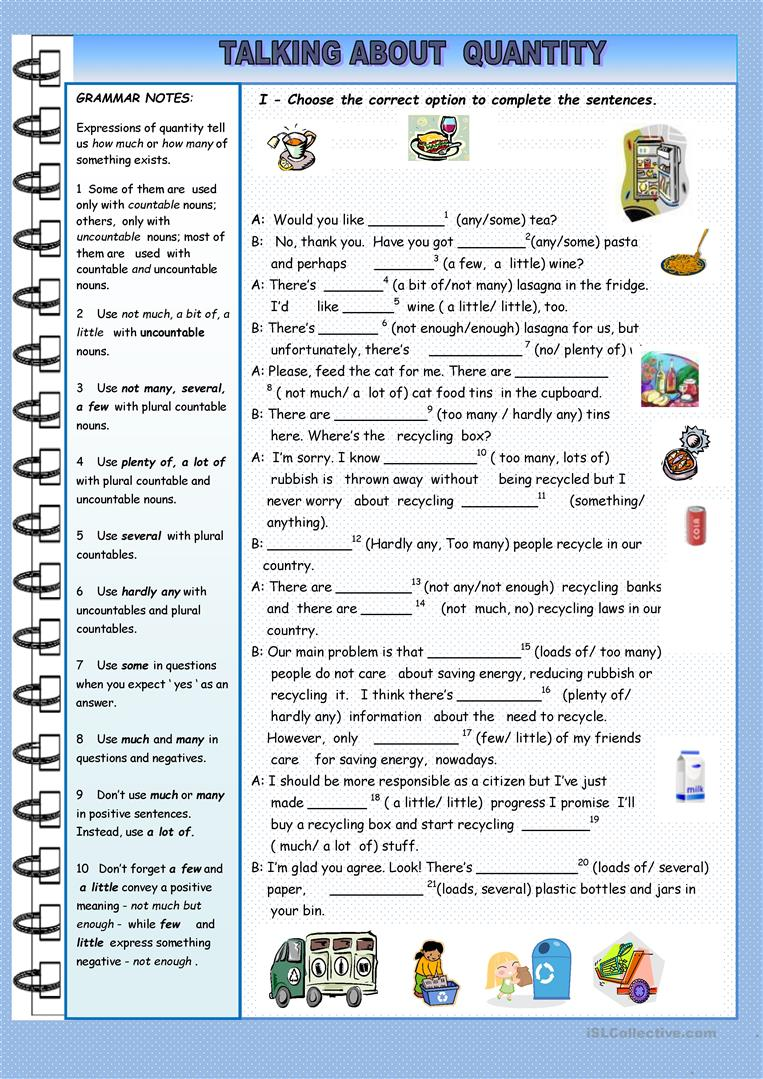 TALKING ABOUT QUANTITY
GRAMMAR NOTES:
Expressions of quantity tell
us how much or how many of
something exists.
1 Some of them are used
only with countable nouns;
others, only with
uncountable nouns; most of
them are used with
countable and uncountable
nouns.
2 Use not much, a bit of, a
little with uncountable
nouns.
3 Use not many, several,
a few with plural countable
nouns.
4 Use plenty of, a lot of
with plural countable and
uncountable nouns.
5 Use several with plural
countables.
6 Use hardly any with
uncountables and plural
countables.
7 Use some in questions
when you expect ' yes ' as an
answer.
8 Use much and many in
questions and negatives.
9 Don't use much or many
in positive sentences.
Instead, use a lot of.
10 Don't forget a few and
a little convey a positive
meaning - not much but
enough - while few and
little express something
negative - not enough .
I - Choose the correct option to complete the sentences.
A: Would you like _________1 (any/some) tea?
B: No, thank you. Have you got ________2(any/some) pasta
and perhaps _______3 (a few, a little) wine?
A: There's _______4 (a bit of/not many) lasagna in the fridge.
I'd like ______5 wine ( a little/ little), too.
B: There's _______ 6 (not enough/enough) lasagna for us, but
unfortunately, there's ___________ 7 (no/ plenty of)
A: Please, feed the cat for me. There are ___________
8 ( not much/ a lot of) cat food tins in the cupboard.
B: There are ___________9 (too many / hardly any) tins
here. Where's the recycling box?
A: I'm sorry. I know ___________10 ( too many, lots of)
rubbish is thrown away without being recycled but I
never worry about recycling _________11 (something/
anything).
B: __________12 (Hardly any, Too many) people recycle in our
country.
A: There are _________13 (not any/not enough) recycling banks
and there are ______ 14 (not much, no) recycling laws in our
country.
B: Our main problem is that ___________15 (loads of/ too many)
people do not care about saving energy, reducing rubbish or
recycling it. I think there's __________16 (plenty of/
hardly any) information about the need to recycle.
However, only __________ 17 (few/ little) of my friends
care for saving energy, nowadays.
A: I should be more responsible as a citizen but I've just
made _______ 18 ( a little/ little) progress I promise I'll
buy a recycling box and start recycling ________19
( much/ a lot of) stuff.
B: I'm glad you agree. Look! There's ____________20 (loads of/ several)
paper, ___________ 21(loads, several) plastic bottles and jars in
your bin.
COLA
milk
iSLCollective.com